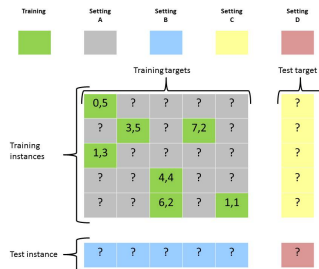 Training Setting A Setting B Setting C Setting D
Training targets Test target
0,5 ? ? ? ? ?
? 3,5 ? 7,2 ? ?
Training instances
1,3 ? ? ? ? ?
? ? 4,4 ? ? ?
? ? 6,2 ? 1,1 ?
Test instance ? ? ? ? ? ?